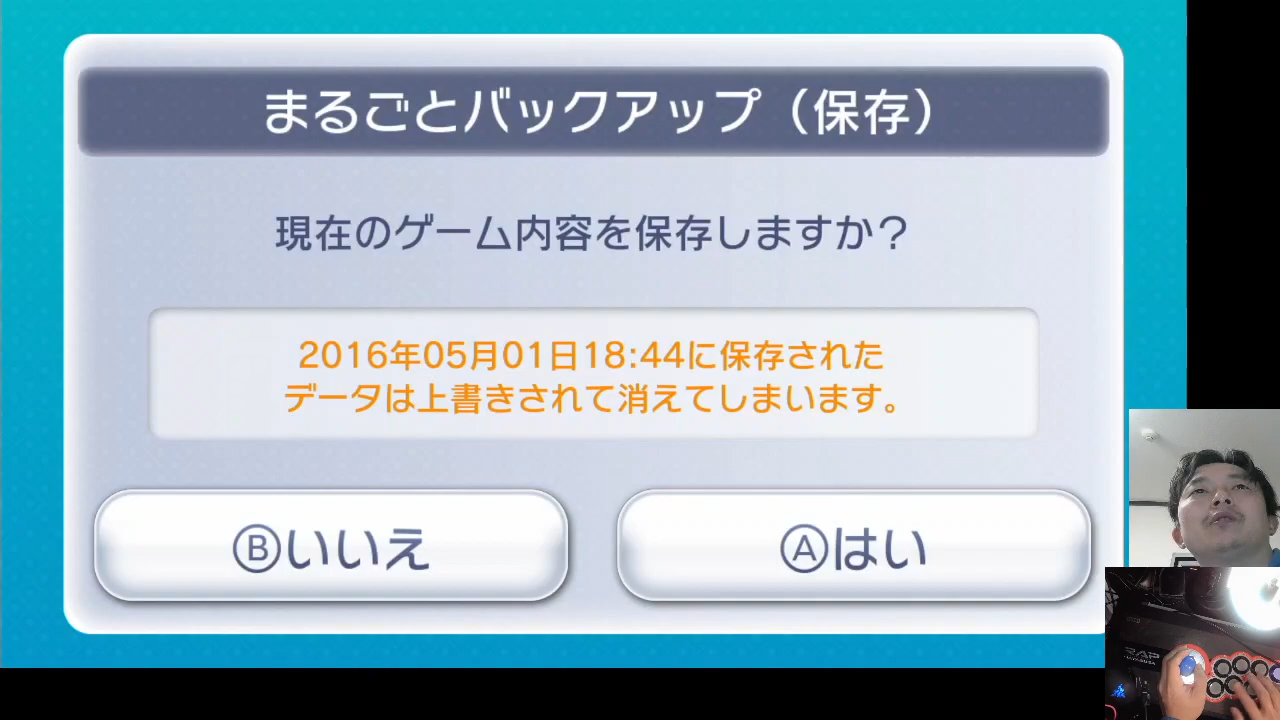 まるごとバックアップ（保存）
現在のゲーム内容を保存しますか？
2016年05月01日18:44に保存された
データは上書きされて消えてしまいます。
Ⓑいいえ
Ⓐはい
RAP